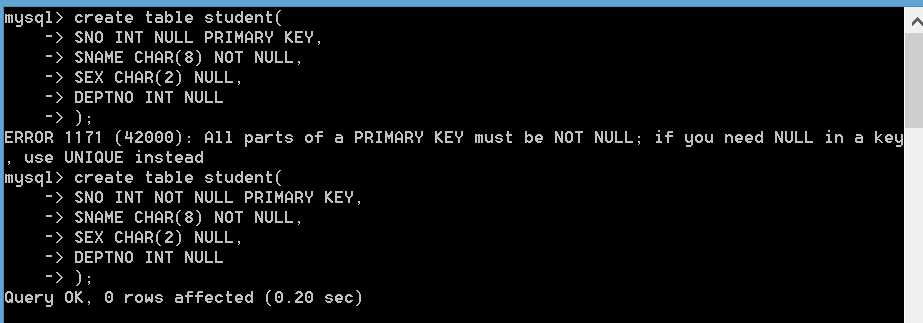 mysql> create table student(
    -> SNO INT NULL PRIMARY KEY,
    -> SNAME CHAR(8) NOT NULL,
    -> SEX CHAR(2) NULL,
    -> DEPTNO INT NULL
    -> );
ERROR 1171 (42000): All parts of a PRIMARY KEY must be NOT NULL; if you need NULL in a key
, use UNIQUE instead
mysql> create table student(
    -> SNO INT NOT NULL PRIMARY KEY,
    -> SNAME CHAR(8) NOT NULL,
    -> SEX CHAR(2) NULL,
    -> DEPTNO INT NULL
    -> );
Query OK, 0 rows affected (0.20 sec)